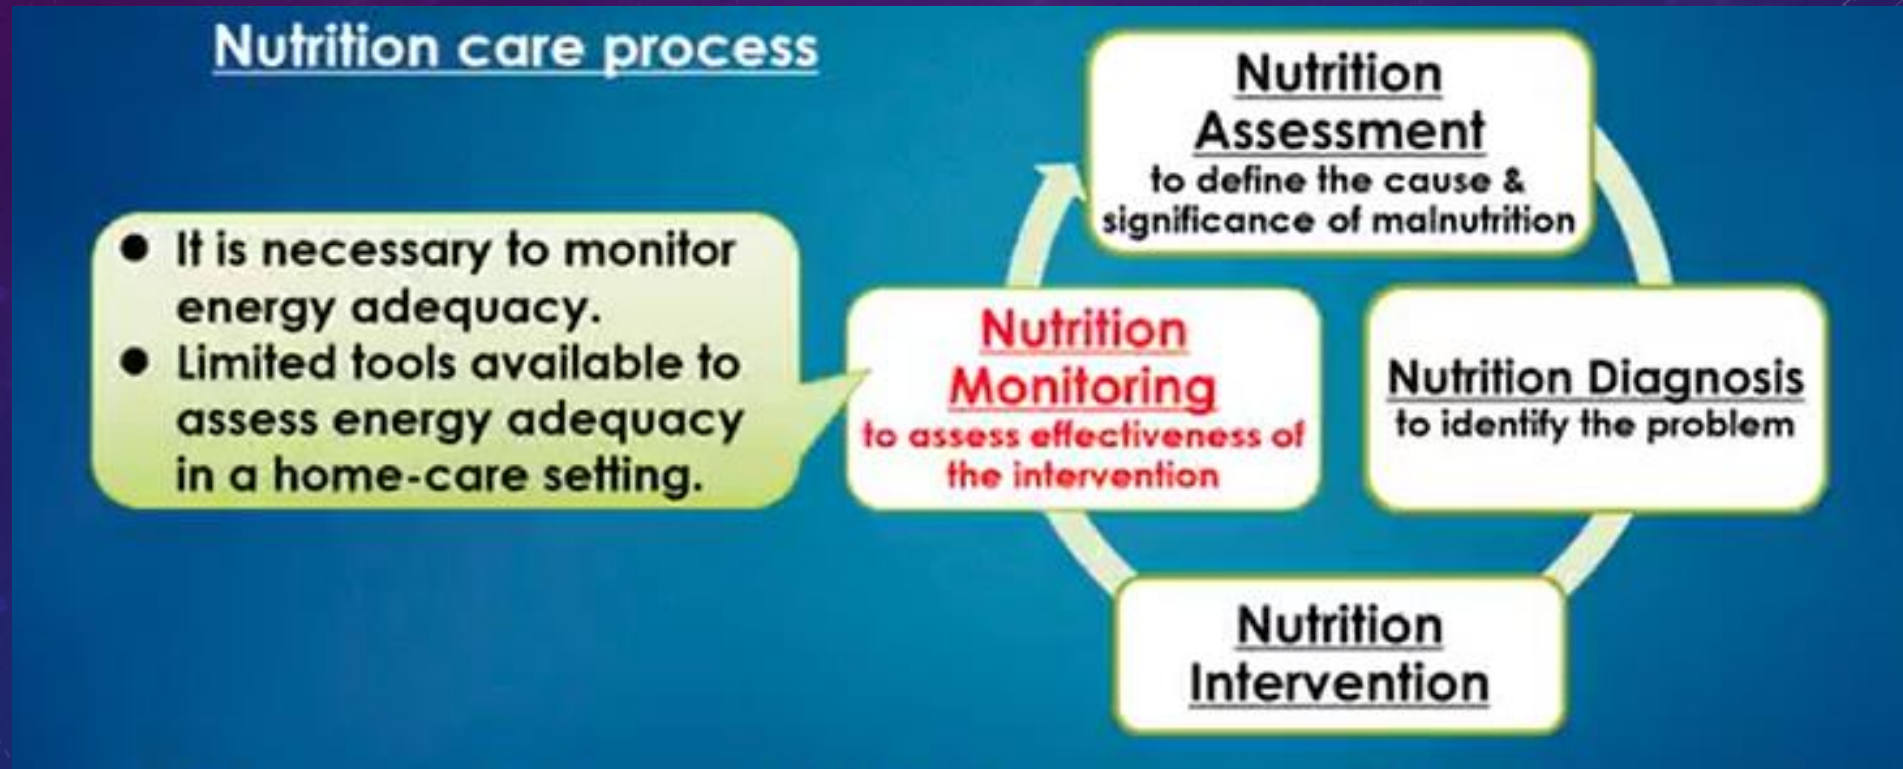 Nutrition care process
Nutrition
Assessment
to define the cause &
significance of malnutrition
● It is necessary to monitor
energy adequacy.
● Limited tools available to
assess energy adequacy
in a home-care setting.
Nutrition
Monitoring
to assess effectiveness of
the intervention
Nutrition Diagnosis
to identify the problem
Nutrition
Intervention